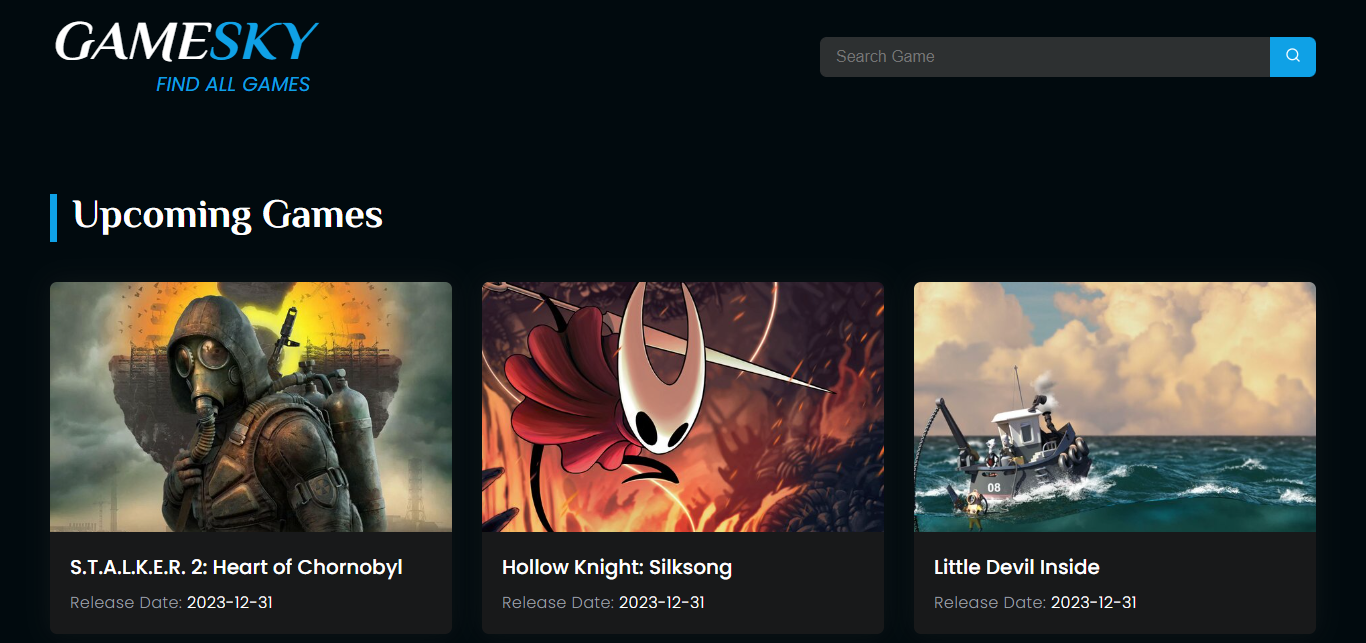 GAMESKY
FIND ALL GAMES
Search Game
Upcoming Games
08
S.T.A.L.K.E.R. 2: Heart of Chornobyl
Hollow Knight: Silksong
Little Devil Inside
Release Date: 2023-12-31
Release Date: 2023-12-31
Release Date: 2023-12-31